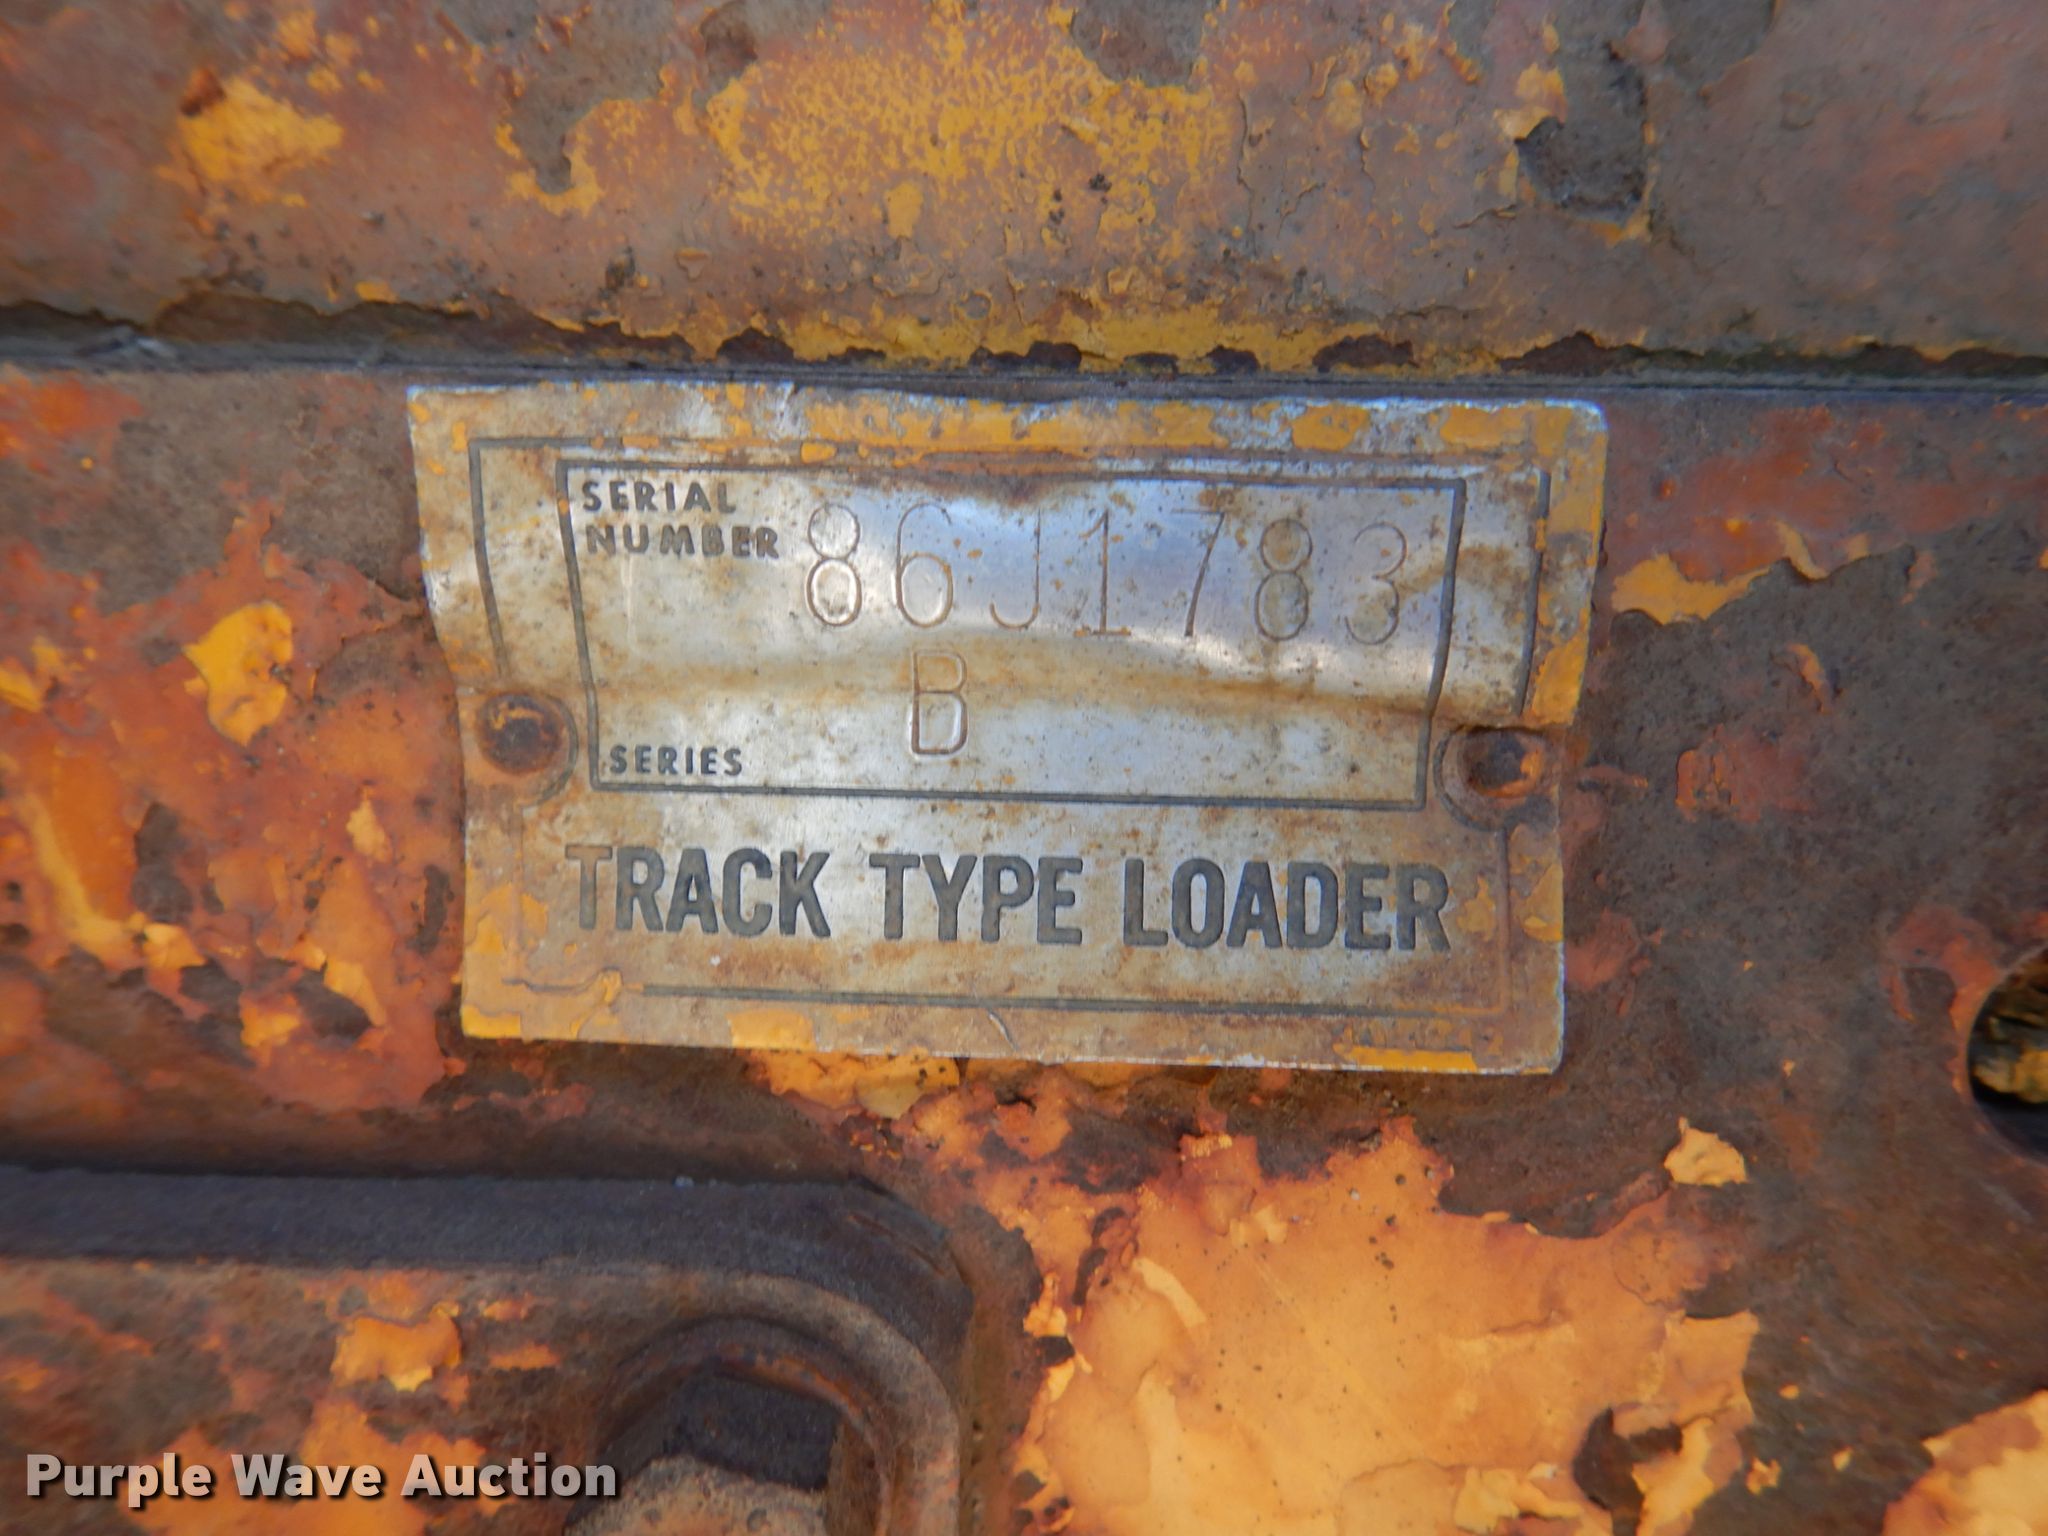 SERIAL
NUMBER 86J1783
B
SERIES
TRACK TYPE LOADER
Purple Wave Auction